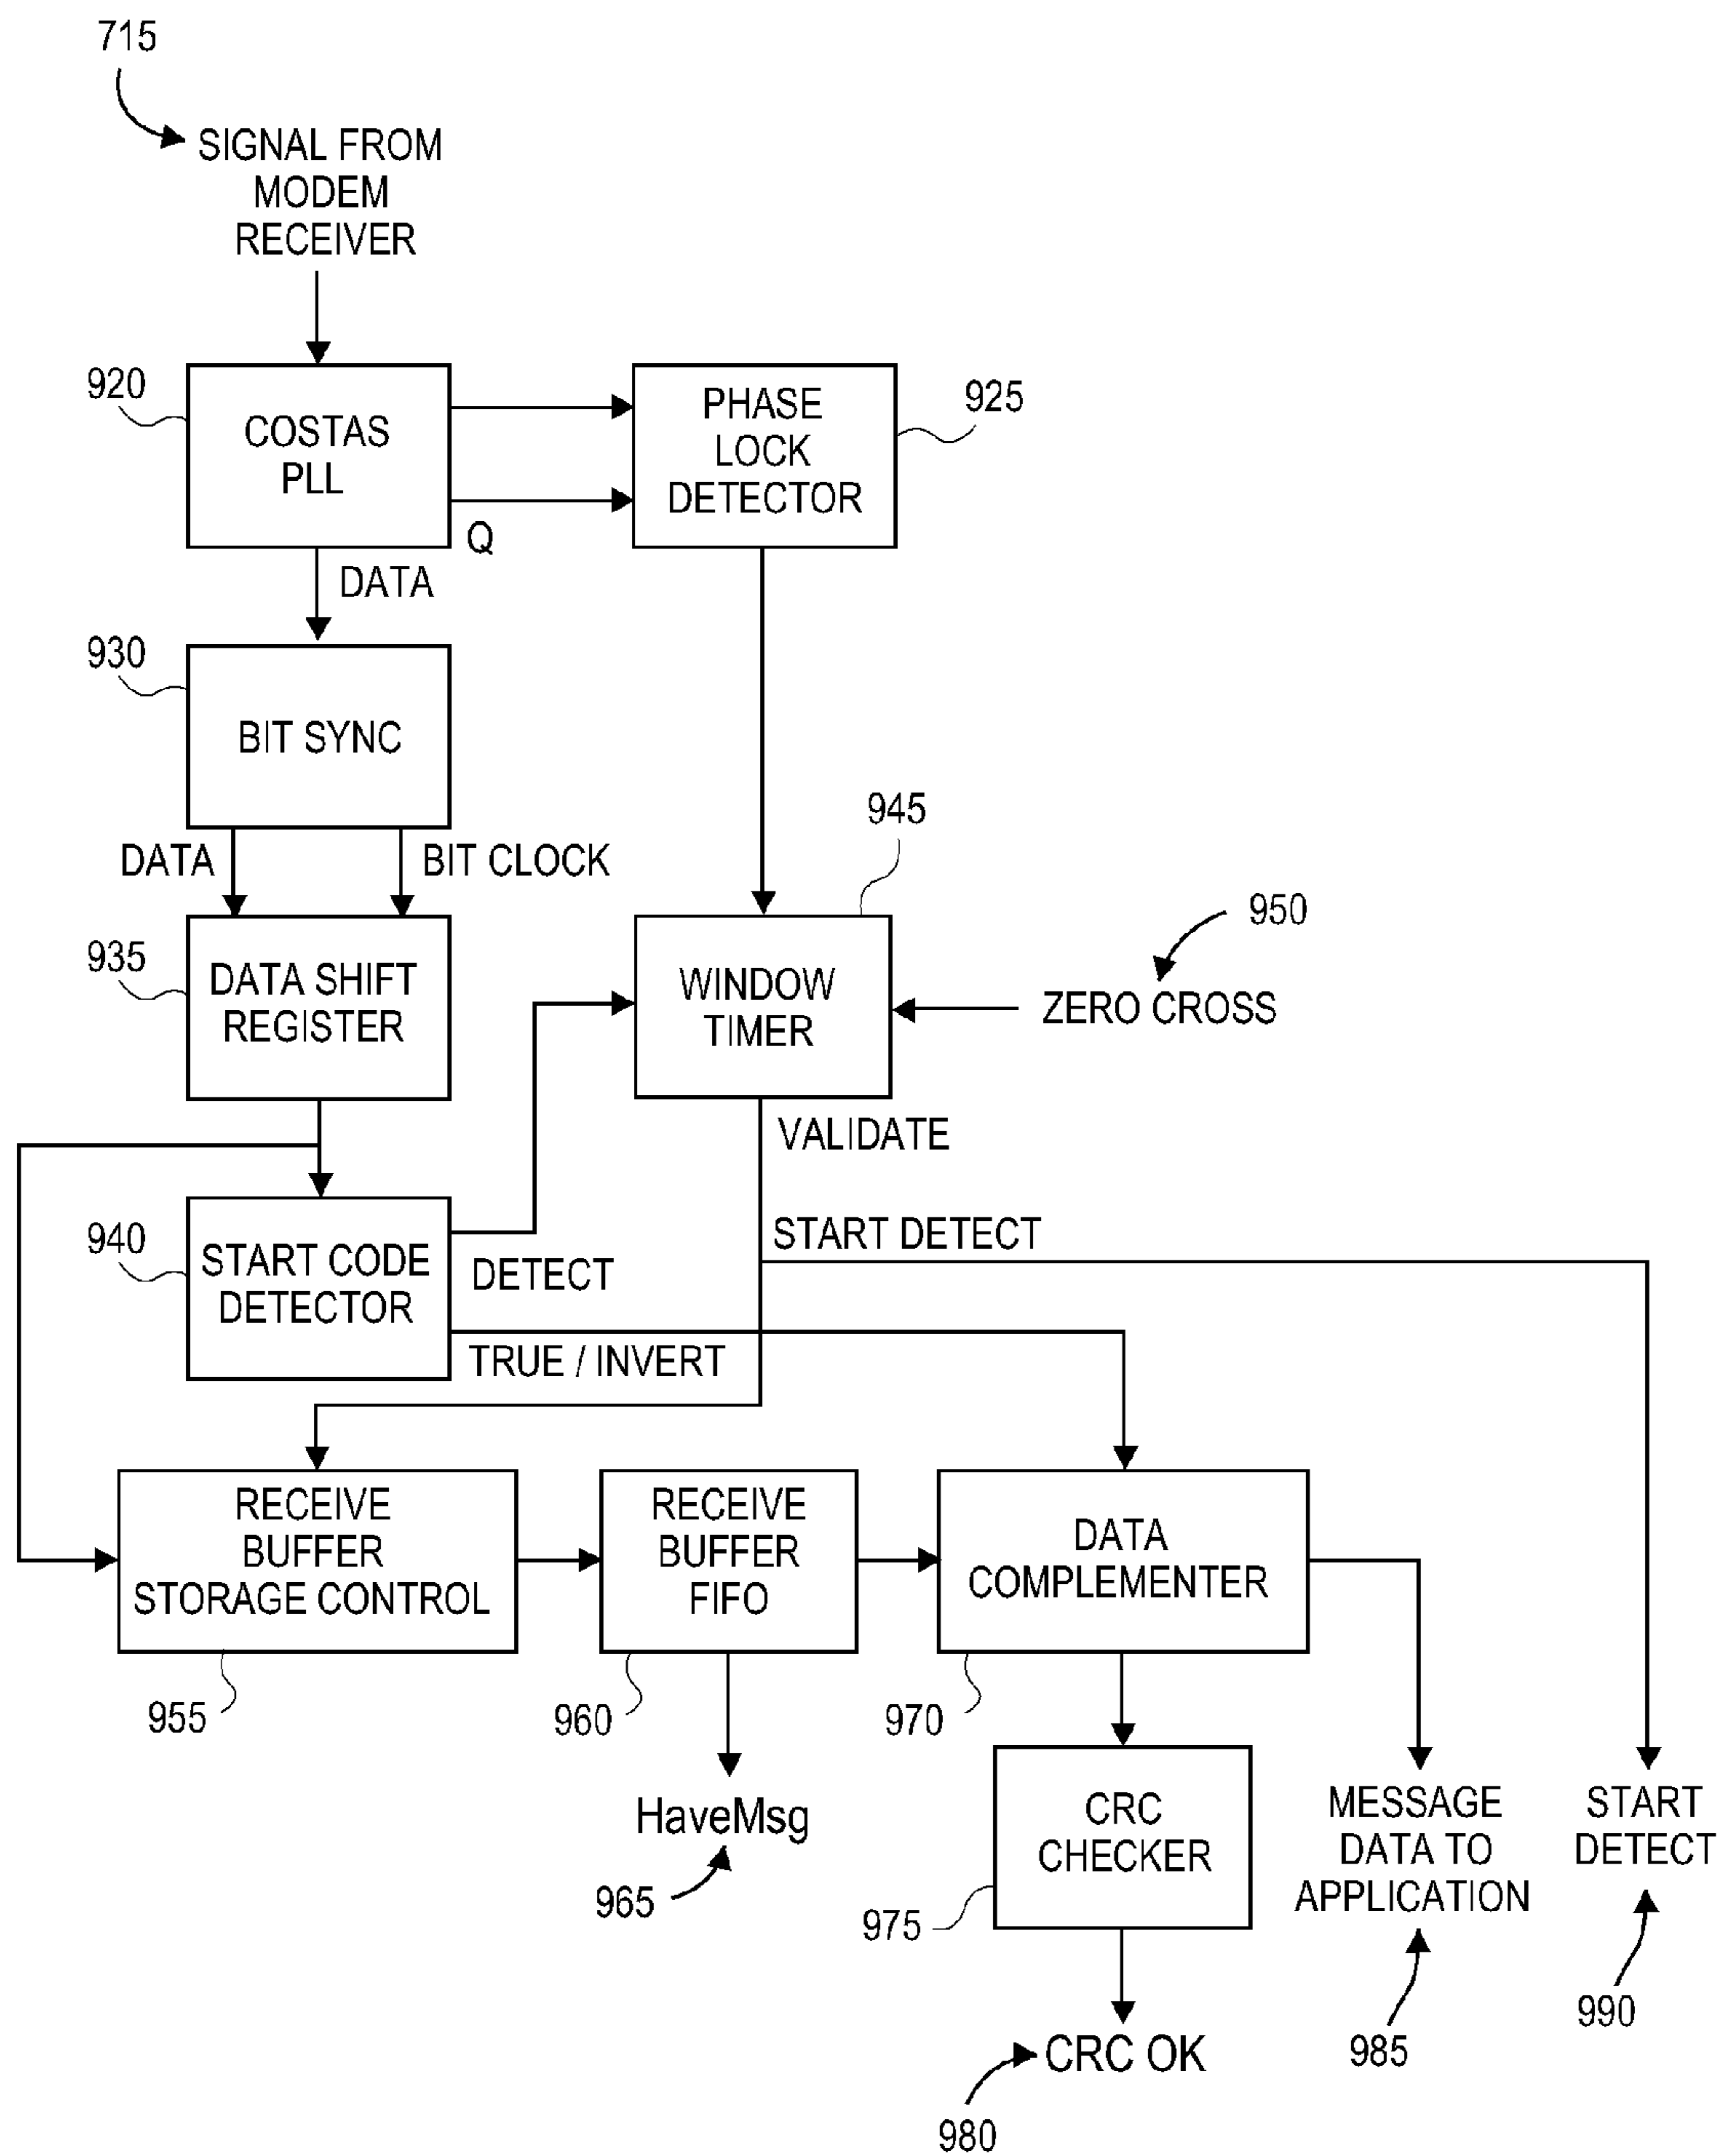 715
SIGNAL FROM
MODEM
RECEIVER
920
COSTAS
PLL
PHASE
LOCK
DETECTOR
925
Q
DATA
930
BIT SYNC
945
DATA
BIT CLOCK
950
935
DATA SHIFT
REGISTER
WINDOW
TIMER
ZERO CROSS
VALIDATE
940
START CODE
DETECTOR
START DETECT
DETECT
TRUE / INVERT
RECEIVE
BUFFER
STORAGE CONTROL
RECEIVE
BUFFER
FIFO
DATA
COMPLEMENTER
955
960
970
HaveMsg
965
CRC
CHECKER
975
MESSAGE
DATA TO
APPLICATION
START
DETECT
985
990
CRC OK
980